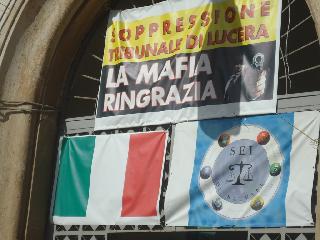 SOPPRESSIONE
TRIBUNALE DI LUCERA
LA MAFIA
RINGRAZIA
SEI